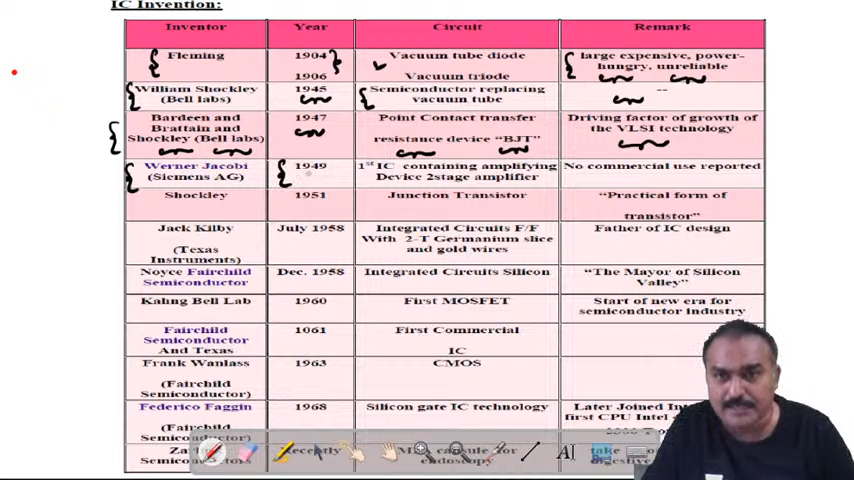 IC Invention:
Inventor Year Circuit Remark
Fleming 1904 Vacuum tube diode large expensive, power-
1906 Vacuum triode hungry, unreliable
William Shockley 1945 Semiconductor replacing --
(Bell labs) vacuum tube
Bardeen and 1947 Point Contact transfer Driving factor of growth of
Brattain and the VLSI technology
Shockley (Bell labs) resistance device "BJT"
Werner Jacobi 1949 1st IC containing amplifying No commercial use reported
(Siemens AG) Device 2stage amplifier
Shockley 1951 Junction Transistor "Practical form of
transistor"
Jack Kilby July 1958 Integrated Circuits F/F Father of IC design
With 2-T Germanium slice
(Texas and gold wires
Instruments)
Noyce Fairchild Dec. 1958 Integrated Circuits Silicon "The Mayor of Silicon
Semiconductor Valley"
Kahng Bell Lab 1960 First MOSFET Start of new era for
semiconductor industry
Fairchild 1061 First Commercial
Semiconductor
And Texas IC
Frank Wanlass 1963 CMOS
(Fairchild
Semiconductor)
Federico Faggin 1968 Silicon gate IC technology Later Joined
first CPU Intel
(Fairchild
Semiconductor)
Recently capsule for take
endoscopy digestive